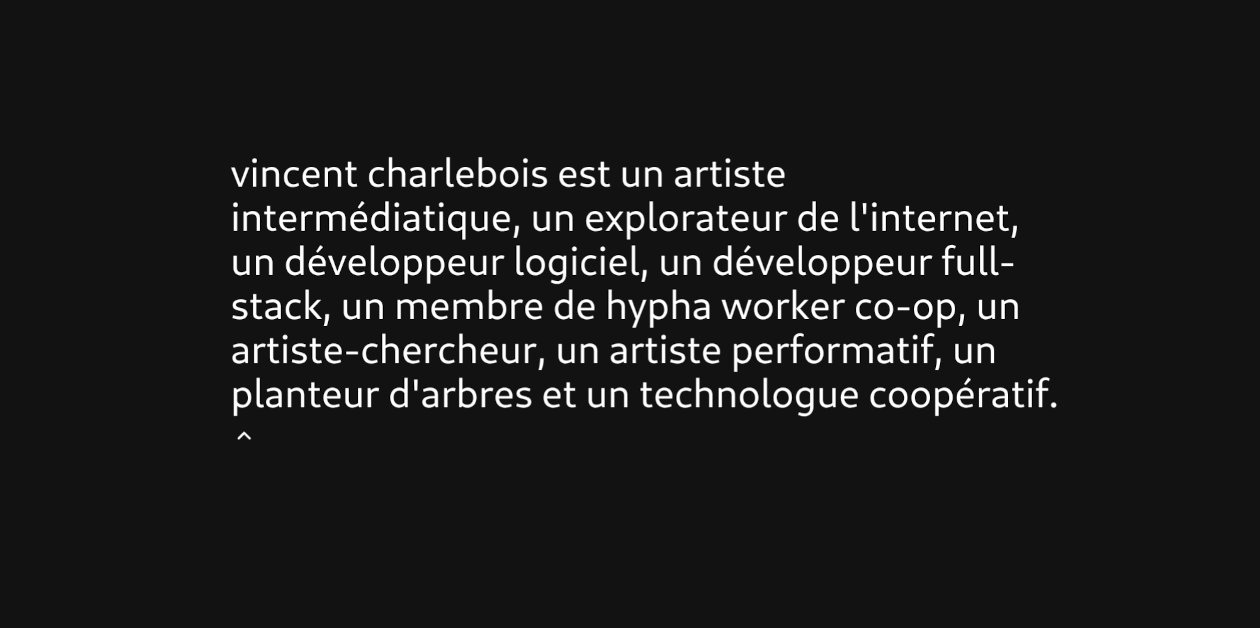 vincent charlebois est un artiste
intermédiatique, un explorateur de l'internet,
un développeur logiciel, un développeur full-
stack, un membre de hypha worker co-op, un
artiste-chercheur, un artiste performatif, un
planteur d'arbres et un technologue coopératif.
^